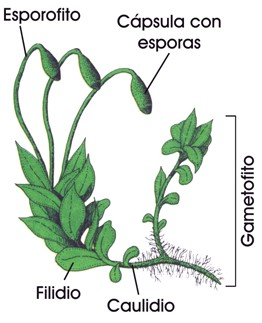 Esporofito
Cápsula con
esporas
Gametofito
Filidio
Caulidio